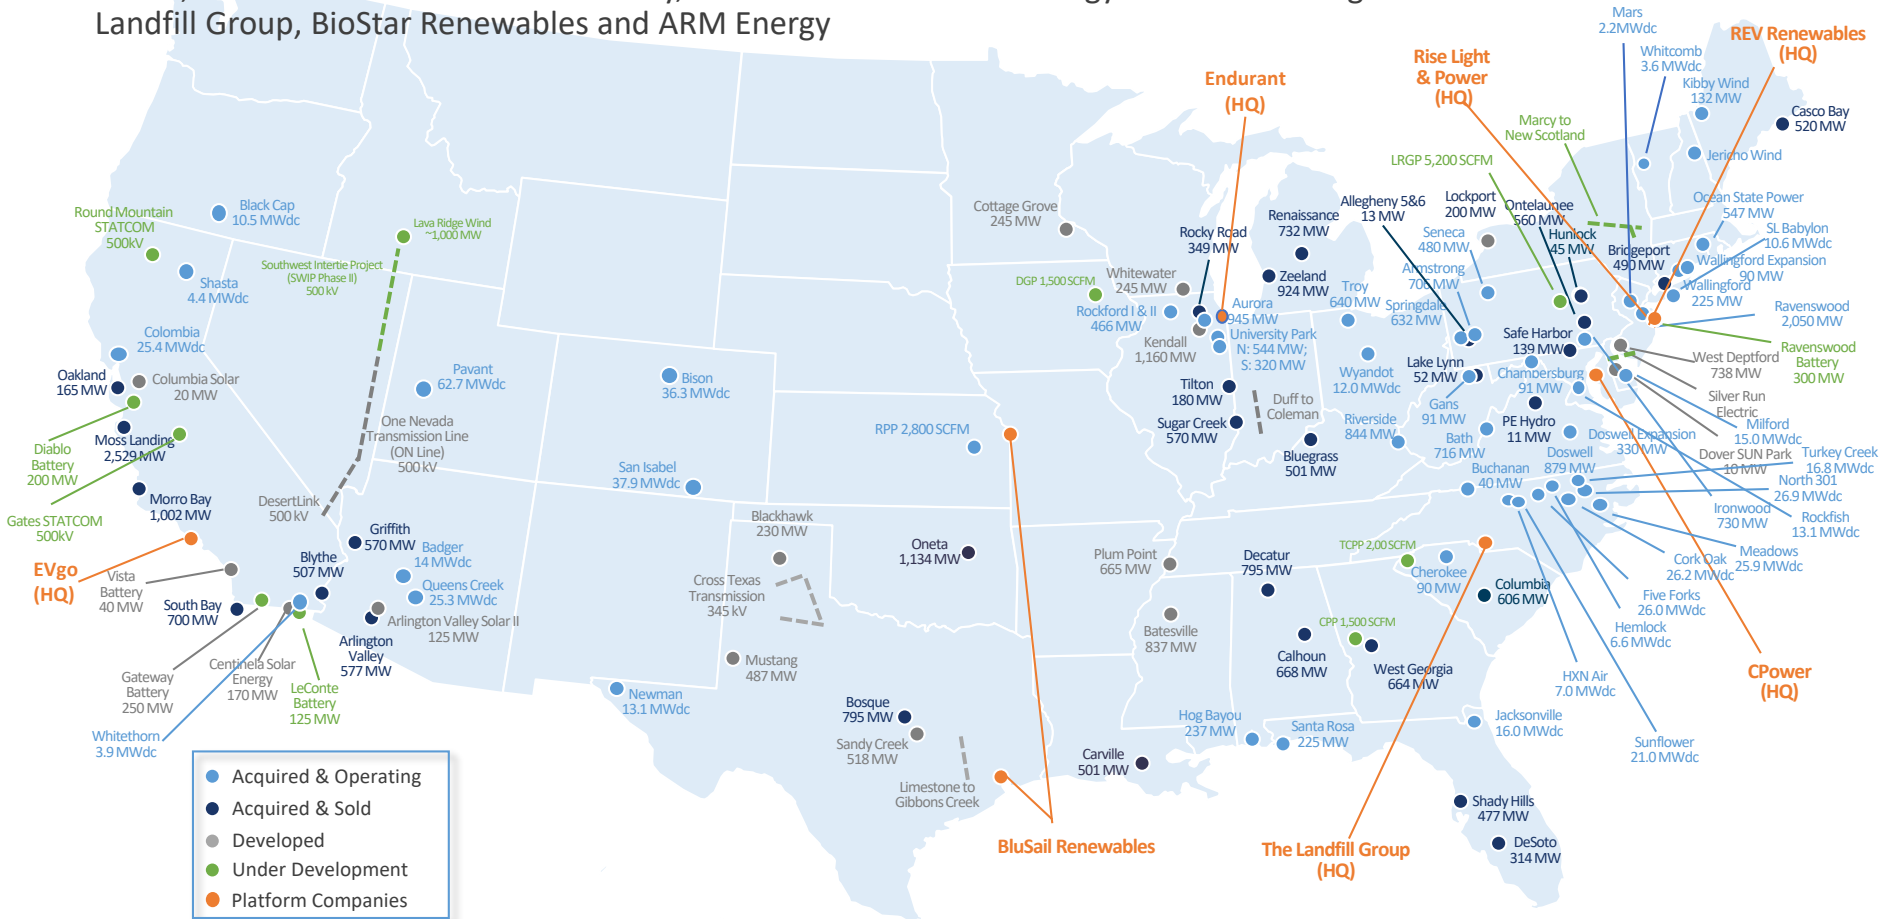 Landfill Group, BioStar Renewables and ARM Energy
Mars
2.2MWdc
REV Renewables
(HQ)
Whitcomb
3.6 MWdc
Rise Light
& Power
(HQ)
Kibby Wind
132 MW
Endurant
(HQ)
Casco Bay
520 MW
Marcy to
New Scotland
Jericho Wind
LRGP 5,200 SCFM
Black Cap
10.5 MWdc
Round Mountain
STATCOM
500kV
Lava Ridge Wind
~1,000 MW
Cottage Grove
245 MW
Renaissance
732 MW
Allegheny 5&6
13 MW
Lockport
200 MW
Ontelaunee
560 MW
Ocean State Power
547 MW
Rocky Road
349 MW
Seneca
480 MW
Hunlock
45 MW
SL Babylon
10.6 MWdc
Bridgeport
490 MW
Wallingford Expansion
90 MW
Southwest Intertie Project
(SWIP Phase II)
500 kV
Shasta
4.4 MWdc
DGP 1,500 SCFM
Whitewater
245 MW
Zeeland
924 MW
Troy
640 MW
Armstrong
706 MW
Wallingford
225 MW
Rockford I & II
466 MW
Aurora
945 MW
Springdale
632 MW
Ravenswood
2,050 MW
Colombia
25.4 MWdc
Kendall
1,160 MW
University Park
N: 544 MW;
S: 320 MW
Safe Harbor
139 MW
Ravenswood
Battery
300 MW
West Deptford
738 MW
Oakland
165 MW
Columbia Solar
20 MW
Pavant
62.7 MWdc
Bison
36.3 MWdc
Wyandot
12.0 MWdc
Lake Lynn
52 MW
Chambersburg
91 MW
Tilton
180 MW
Duff to
Coleman
Gans
91 MW
Silver Run
Electric
One Nevada
Transmission Line
(ON Line)
500 kV
Sugar Creek
570 MW
Riverside
844 MW
PE Hydro
11 MW
Milford
15.0 MWdc
Moss Landing
2,529 MW
Diablo
Battery
200 MW
RPP 2,800 SCFM
Bluegrass
501 MW
Bath
716 MW
Doswell Expansion
330 MW
Doswell
879 MW
Dover SUN Park
10 MW
Turkey Creek
16.8 MWdc
San Isabel
37.9 MWdc
Buchanan
40 MW
North 301
26.9 MWdc
Morro Bay
1,002 MW
DesertLink
500 kV
Ironwood
730 MW
Rockfish
13.1 MWdc
Gates STATCOM
500kV
Griffith
570 MW
Blackhawk
230 MW
Oneta
1,134 MW
Plum Point
665 MW
Decatur
795 MW
TCPP 2,00 SCFM
Cherokee
90 MW
Meadows
25.9 MWdc
Cork Oak
26.2 MWdc
EVgo
(HQ)
Blythe
507 MW
Badger
14 MWdc
Queens Creek
25.3 MWdc
Vista
Battery
40 MW
Cross Texas
Transmission
345 kV
Columbia
606 MW
Five Forks
26.0 MWdc
South Bay
700 MW
Arlington Valley Solar II
125 MW
Arlington
Valley
577 MW
Batesville
837 MW
CPP 1,500 SCFM
Hemlock
6.6 MWdc
Calhoun
668 MW
West Georgia
664 MW
Gateway
Battery
250 MW
Centinela Solar
Energy
170 MW
LeConte
Battery
125 MW
Mustang
487 MW
HXN Air
7.0 MWdc
CPower
(HQ)
Newman
13.1 MWdc
Bosque
795 MW
Hog Bayou
237 MW
Santa Rosa
225 MW
Jacksonville
16.0 MWdc
Whitethorn
3.9 MWdc
Sandy Creek
518 MW
Carville
501 MW
Sunflower
21.0 MWdc
Limestone to
Gibbons Creek
Shady Hills
477 MW
DeSoto
314 MW
BluSail Renewables
The Landfill Group
(HQ)
Acquired & Operating
Acquired & Sold
Developed
Under Development
Platform Companies